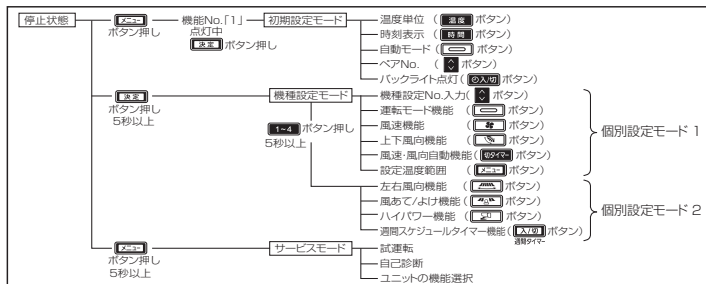 停止状態
メニュー
ボタン押し
機能No.「1」
点灯中
決定 ボタン押し
初期設定モード
温度単位 ( 温度 ボタン)
時刻表示 ( 時間 ボタン)
自動モード ( ボタン)
ペアNo. ( ボタン)
バックライト点灯 ( 入/切 ボタン)
決定
ボタン押し
5秒以上
機種設定モード
1~4 ボタン押し
5秒以上
機種設定No.入力 ( ボタン)
運転モード機能 ( ボタン)
風速機能 ( ボタン)
上下風向機能 ( ボタン)
風速・風向自動機能 ( 切タイマー ボタン)
設定温度範囲 ( メニュー ボタン)
個別設定モード 1
左右風向機能 ( ボタン)
風あて/よけ機能 ( ボタン)
ハイパワー機能 ( ボタン)
週間スケジュールタイマー機能 ( 入/切 ボタン)
週間タイマー
個別設定モード 2
メニュー
ボタン押し
5秒以上
サービスモード
試運転
自己診断
ユニットの機能選択